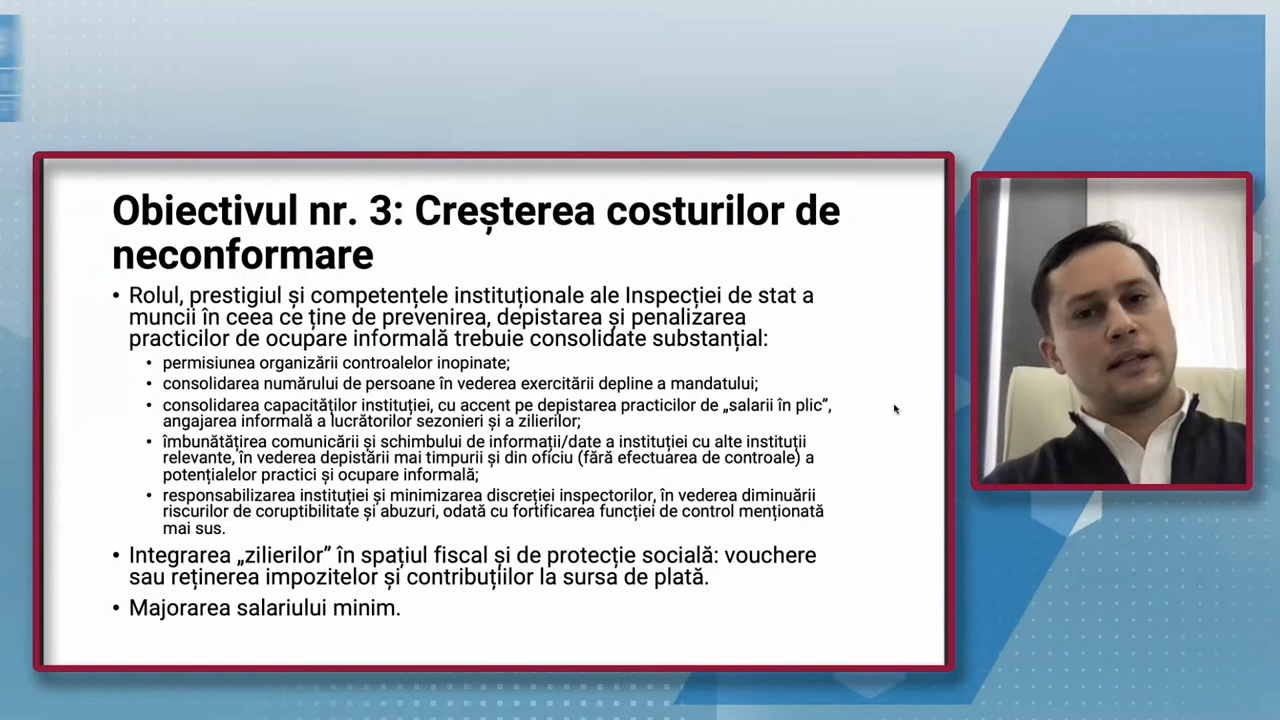 Obiectivul nr. 3: Creșterea costurilor de
neconformare
• Rolul, prestigiul și competențele instituționale ale Inspecției de stat a
muncii în ceea ce ține de prevenirea, depistarea și penalizarea
practicilor de ocupare informală trebuie consolidate substanțial:
• permisiunea organizării controalelor inopinate;
• consolidarea numărului de persoane în vederea exercitării depline a mandatului;
• consolidarea capacităților instituției, cu accent pe depistarea practicilor de „salarii în plic”,
angajarea informală a lucrătorilor sezonieri și a zilierilor;
• îmbunătățirea comunicării și schimbului de informații/date a instituției cu alte instituții
relevante, în vederea depistării mai timpurii și din oficiu (fără efectuarea de controale) a
potențialelor practici și ocupare informală;
• responsabilizarea instituției și minimizarea discreției inspectorilor, în vederea diminuării
riscurilor de coruptibilitate și abuzuri, odată cu fortificarea funcției de control menționată
mai sus.
• Integrarea „zilierilor” în spațiul fiscal și de protecție socială: vouchere
sau reținerea impozitelor și contribuțiilor la sursa de plată.
• Majorarea salariului minim.